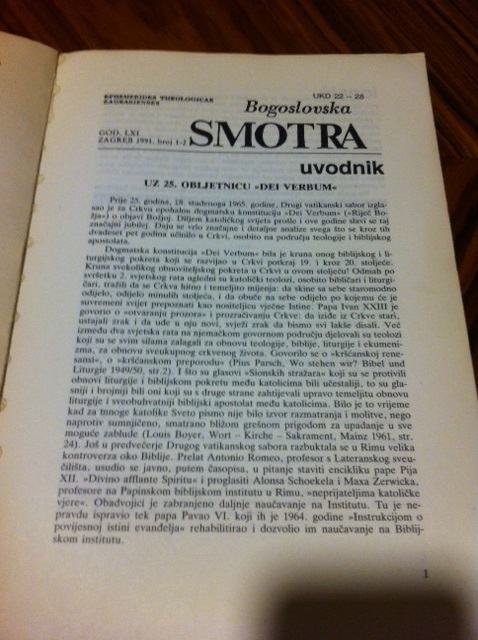 EPHEMERIDES THEOLOGICAE
ZAGRABIENSES
UKD 22 – 28
Bogoslovska
GOD. LXI
ZAGREB 1991. broj 1-2
SMOTRA
uvodnik
UZ 25. OBLJETNICU »DEI VERBUM«
Prije 25. godina, 18. studenoga 1965. godine, Drugi vatikanski sabor izgla-
sao je za Crkvu epohalnu dogmatsku konstituciju »Dei Verbum« (»Riječ Bo-
žja«) o objavi Božjoj. Diljem katoličkog svijeta prošle i ove godine slavi se taj
značajni jubilej. Daju se vrlo značajne i detaljne analize svega što se kroz tih
dvadeset pet godina učinilo u Crkvi, osobito na području teologije i biblijskog
apostolata.
Dogmatska konstitucija »Dei Verbum« bila je kruna onog biblijskog i li-
turgijskog pokreta koji se razvijao u Crkvi potkraj 19. i kroz 20. stoljeće.
Kruna sveukolikog obnoviteljskog pokreta u Crkvi u ovom stoljeću! Odmah po
svršetku 2. svjetskog rata ugledni su katolički teolozi, osobito bibličari i liturgi-
čari, tražili da se Crkva hitno i temeljito mijenja: da skine sa sebe staromodno
odijelo, odijelo minulih stoljeća, i da obuče na sebe odijelo po kojemu će je
suvremeni svijet prepoznati kao nositeljicu vječne Istine. Papa Ivan XXIII je
govorio o »otvaranju prozora« i prozračivanju Crkve: da iziđe iz Crkve stari,
ustajali zrak i da uđe u nju novi, svježi zrak da bismo svi lakše disali. Već
između dva svjetska rata na njemačkom govornom području djelovali su teolozi
koji su se svim silama zalagali za obnovu teologije, biblije, liturgije i ekumeni-
zma, za obnovu sveukupnog crkvenog života. Govorilo se o »kršćanskoj rene-
sansi«, o »kršćanskom preporodu« (Pius Parsch, Wo stehen wir? Bibel und
Liturgie 1949/50, str.2). I što su glasovi »Sionskih stražara« koji su se protivili
obnovi liturgije i biblijskom pokretu među katolicima bili učestaliji, to su gla-
sniji i brojniji bili oni koji su s druge strane zahtijevali upravo temeljitu obnovu
liturgije i sveobuhvatniji biblijski apostolat među katolicima. Bilo je to vrijeme
kad za mnoge katolike Sveto pismo nije bilo izvor razmatranja i molitve, nego
naprotiv sumnjičeno, smatrano bližom grešnom prigodom za upadanje u sve
moguće zablude (Louis Boyer, Wort – Kirche – Sakrament, Mainz 1961, str.
24). Još u predvečerje Drugog vatikanskog sabora razbuktala se u Rimu velika
kontroverza oko Biblije. Prelat Antonio Romeo, profesor s Lateranskog sveu-
čilišta, usudio se javno, putem časopisa, u pitanje staviti encikliku pape Pija
XII. »Divino afflante Spiritu« i proglasiti Alonsa Schoekela i Maxa Zerwicka,
profesore na Papinskom biblijskom institutu u Rimu, »neprijateljima katoličke
vjere«. Obadvojici je zabranjeno daljnje naučavanje na Institutu. Tu je ne-
pravdu ispravio tek papa Pavao VI. koji ih je 1964. godine »Instrukcijom o
povijesnoj istini evanđelja« rehabilitirao i dozvolio im naučavanje na Biblij-
skom institutu.
1